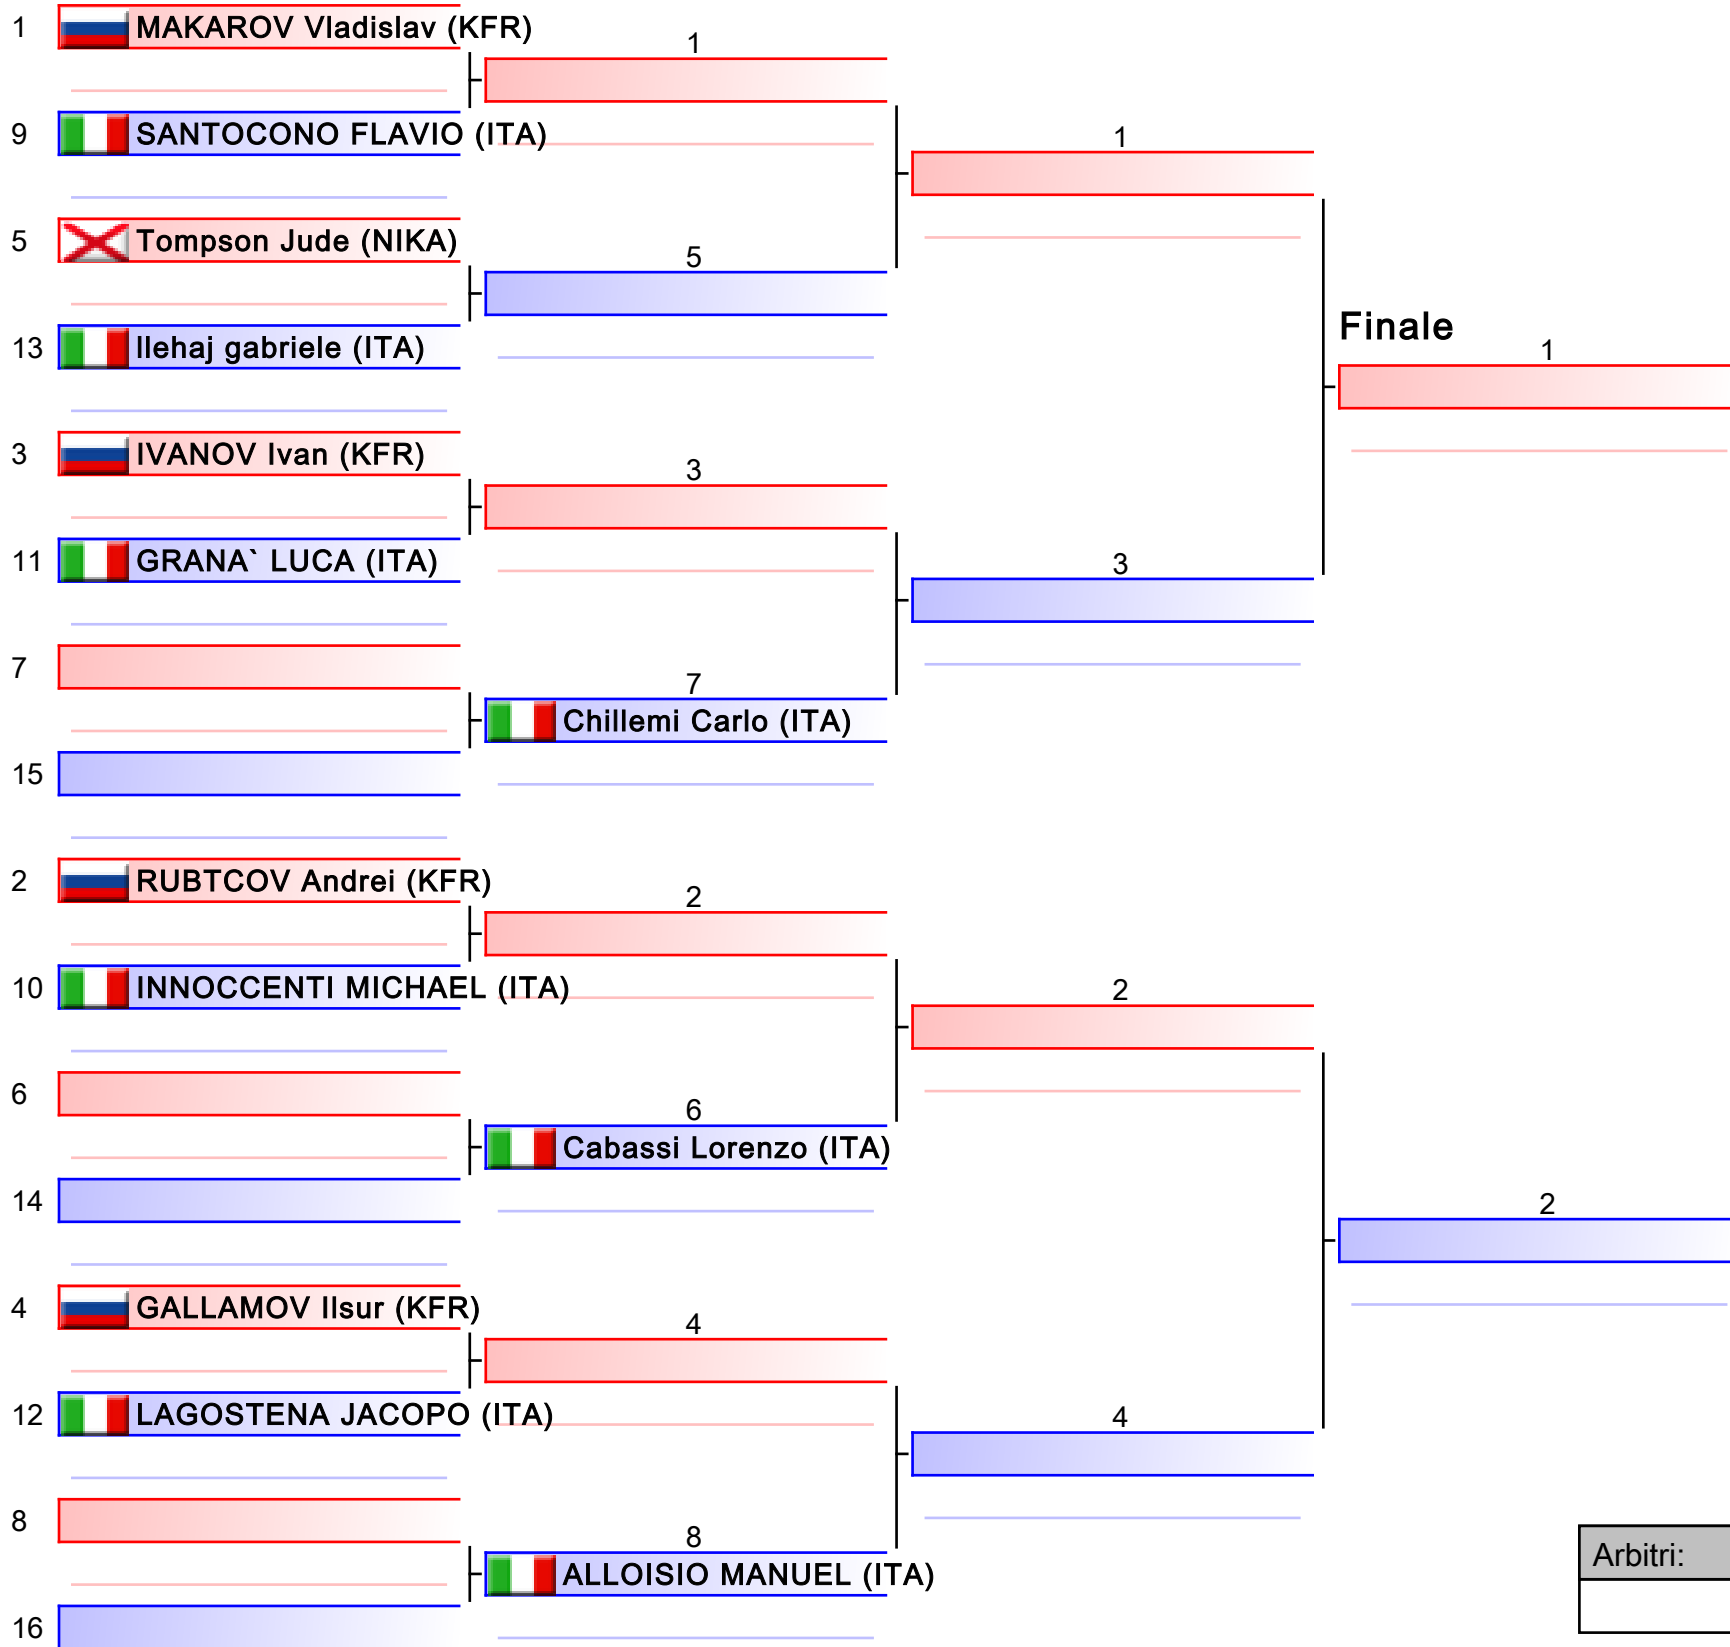 1 MAKAROV Vladislav (KFR)
1
9 SANTOCONO FLAVIO (ITA)
1
5 Tompson Jude (NIKA)
5
13 Ilehaj gabriele (ITA)
Finale
1
3 IVANOV Ivan (KFR)
3
11 GRANA` LUCA (ITA)
3
7
7
Chillemi Carlo (ITA)
15
2 RUBTCOV Andrei (KFR)
2
10 INNOCCENTI MICHAEL (ITA)
2
6
6
Cabassi Lorenzo (ITA)
14
2
4 GALLAMOV Ilsur (KFR)
4
12 LAGOSTENA JACOPO (ITA)
4
8
8
Arbitri:
ALLOISIO MANUEL (ITA)
16